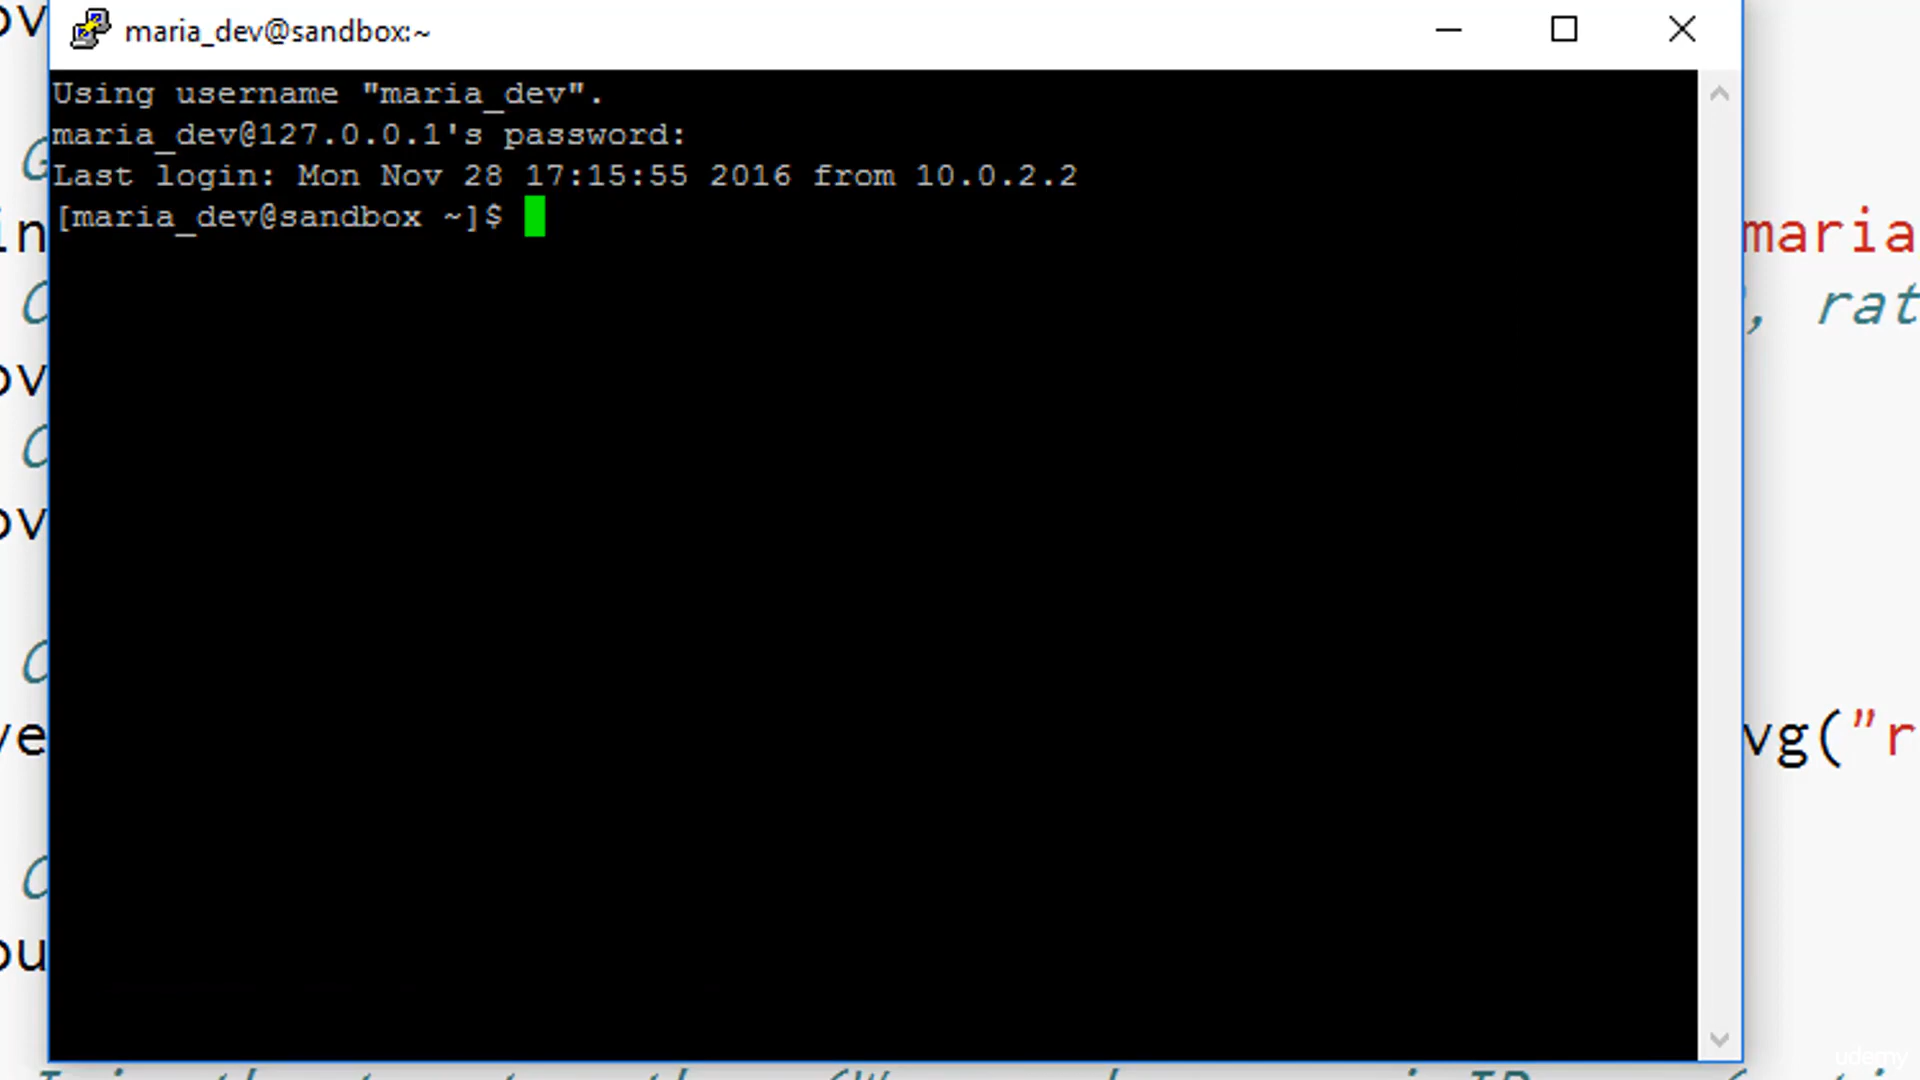 maria_dev@sandbox:~
Using username "maria_dev".
maria_dev@127.0.0.1's password:
Last login: Mon Nov 28 17:15:55 2016 from 10.0.2.2
[maria_dev@sandbox ~]$
maria
, rat
vg("r
udemy